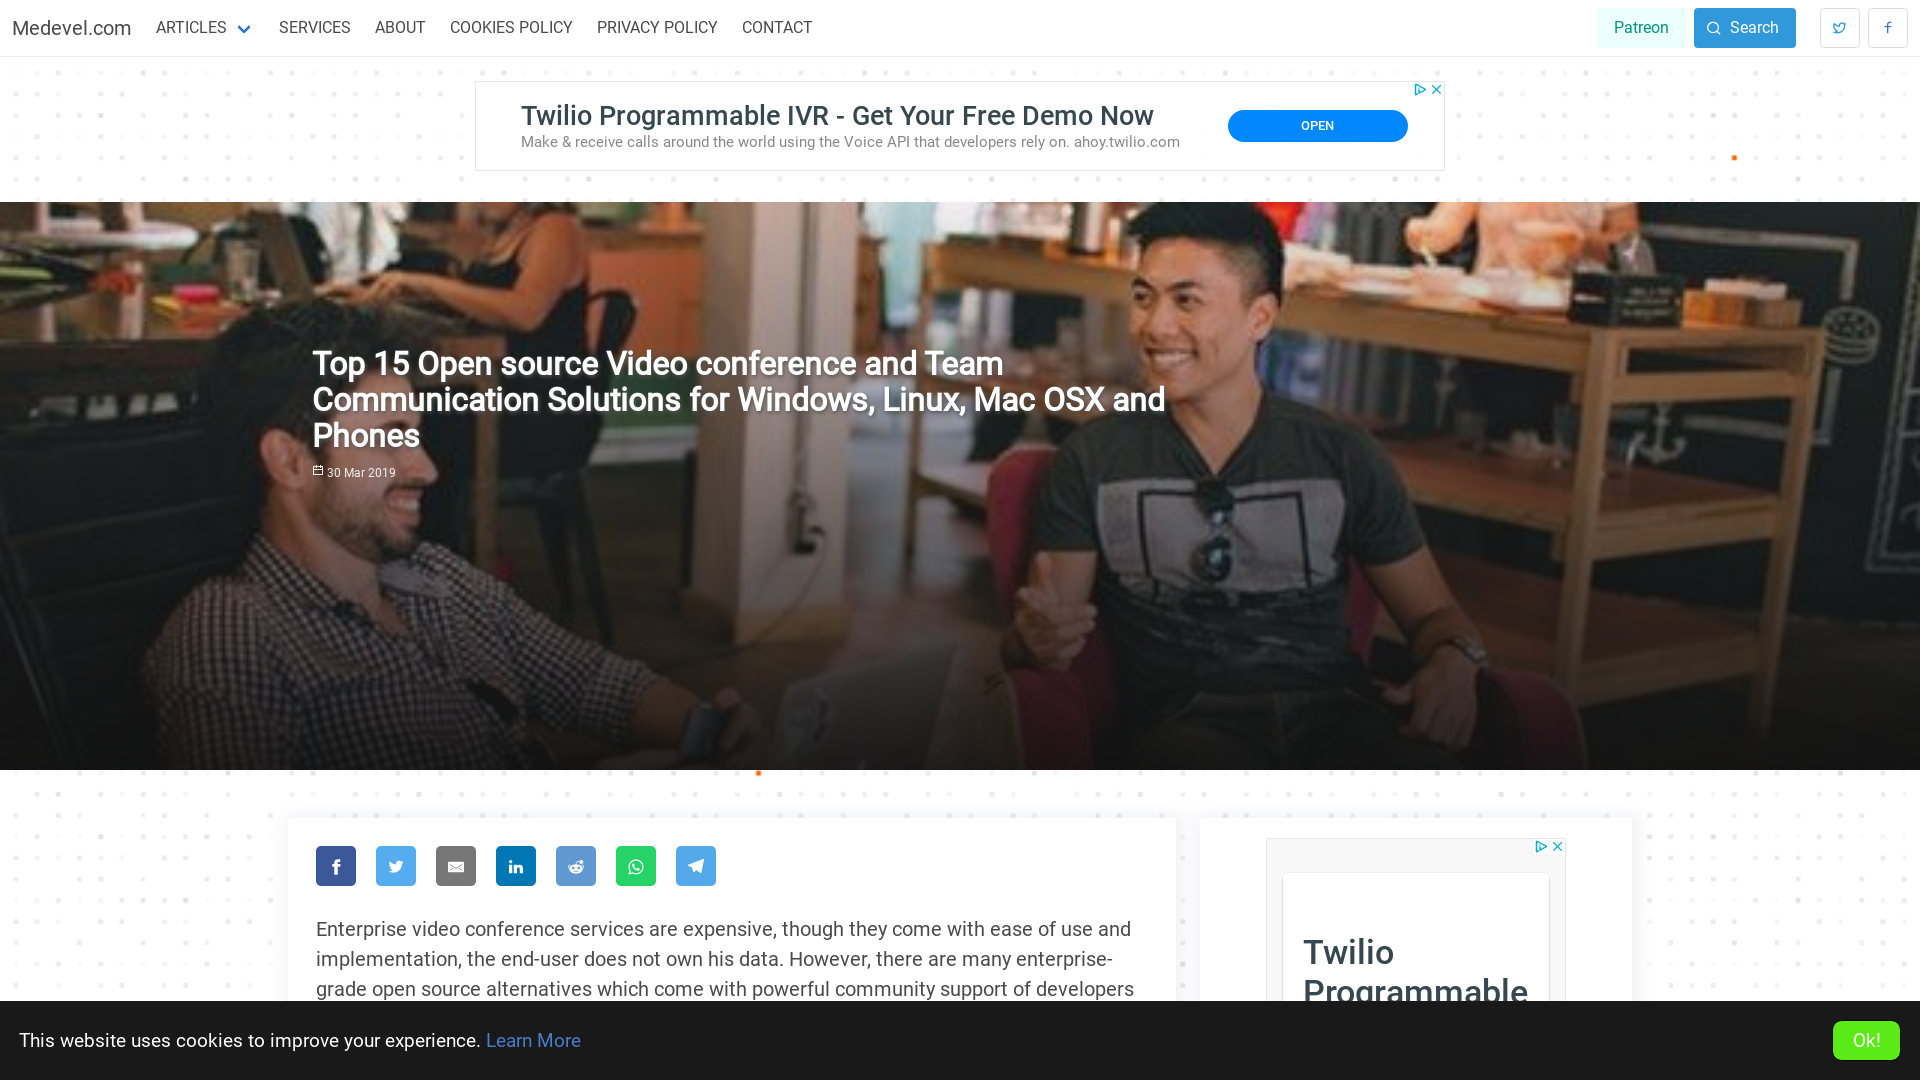 Medevel.com ARTICLES SERVICES ABOUT COOKIES POLICY PRIVACY POLICY CONTACT Patreon Search
Twilio Programmable IVR - Get Your Free Demo Now
Make & receive calls around the world using the Voice API that developers rely on. ahoy.twilio.com
OPEN
Top 15 Open source Video conference and Team
Communication Solutions for Windows, Linux, Mac OSX and
Phones
30 Mar 2019
Enterprise video conference services are expensive, though they come with ease of use and
implementation, the end-user does not own his data. However, there are many enterprise-
grade open source alternatives which come with powerful community support of developers
Twilio
Programmable
This website uses cookies to improve your experience. Learn More
Ok!